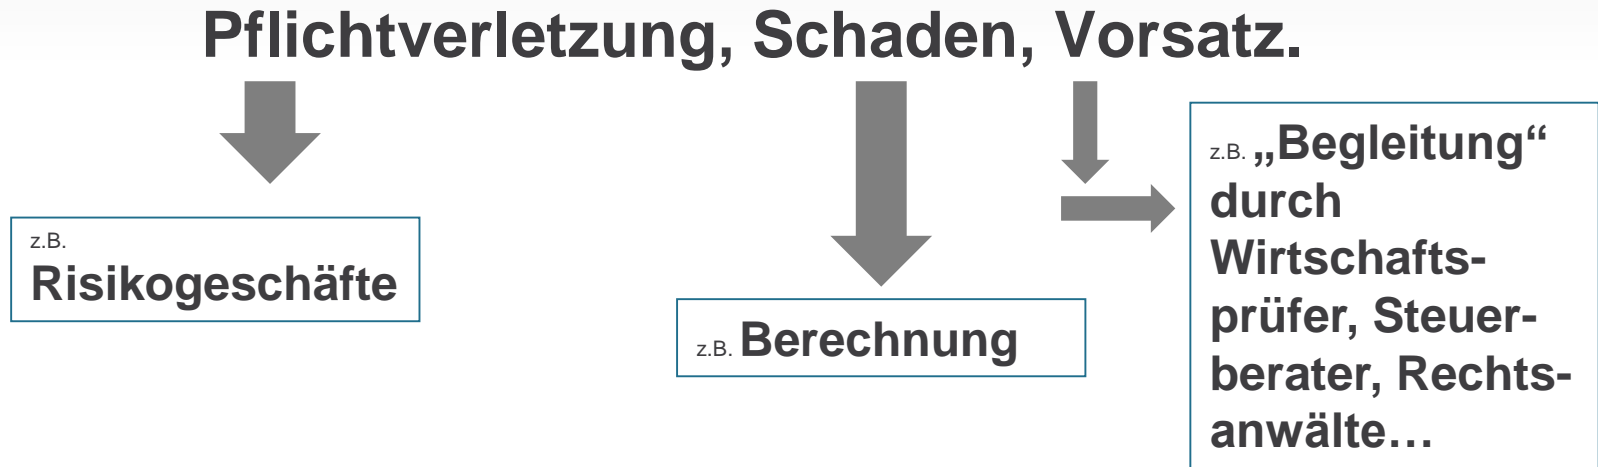 Pflichtverletzung, Schaden, Vorsatz.
z.B.
Risikogeschäfte
z.B. Berechnung
z.B. „Begleitung“
durch
Wirtschafts-
prüfer, Steuer-
berater, Rechts-
anwälte…